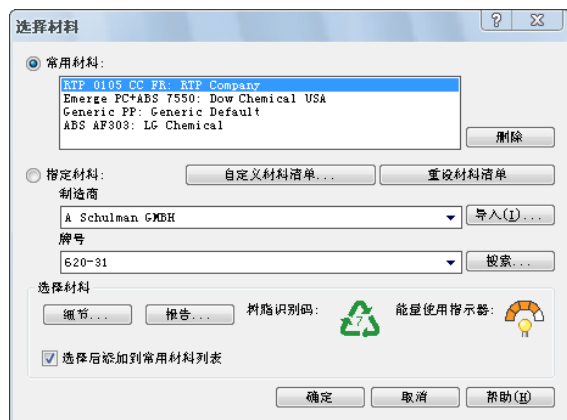 选择材料
常用材料:
RTP 0105 CC FR: RTP Company
Emerge PC+ABS 7550: Dow Chemical USA
Generic PP: Generic Default
ABS AF303: LG Chemical
删除
指定材料:
自定义材料清单...
重设材料清单
制造商
A Schulman GMBH
导入(I)...
牌号
620-31
搜索...
选择材料
细节...
报告...
树脂识别码:
7
能量使用指示器:
选择后添加到常用材料列表
确定
取消
帮助(H)